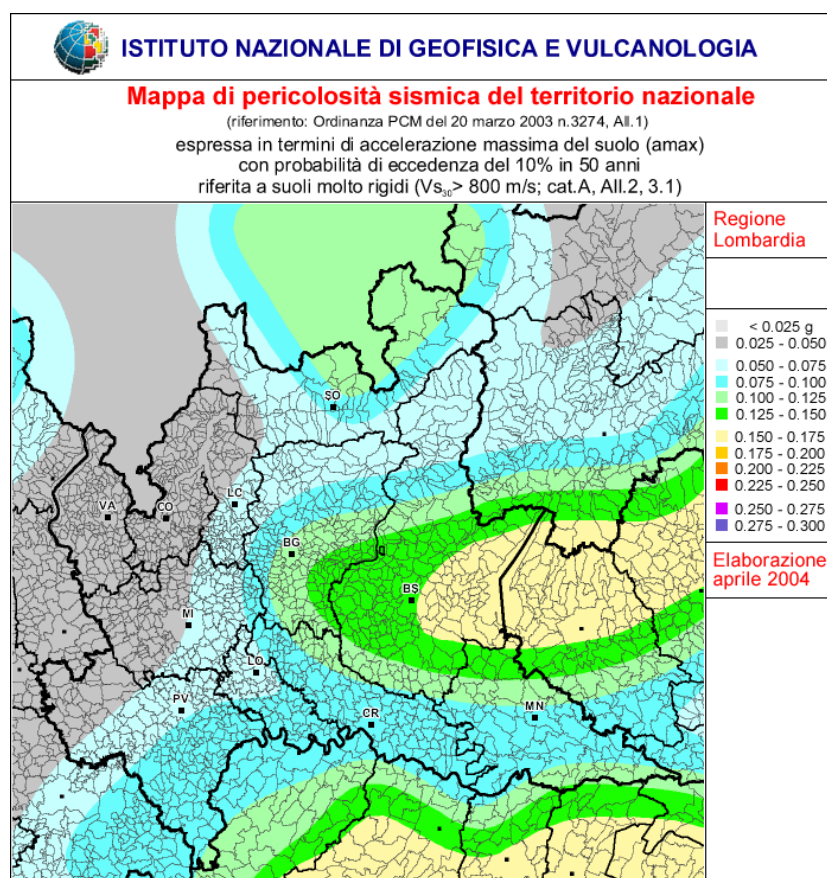 ISTITUTO NAZIONALE DI GEOFISICA E VULCANOLOGIA
Mappa di pericolosità sismica del territorio nazionale
(riferimento: Ordinanza PCM del 20 marzo 2003 n.3274, All.1)
espressa in termini di accelerazione massima del suolo (amax)
con probabilità di eccedenza del 10% in 50 anni
riferita a suoli molto rigidi (Vs30> 800 m/s; cat.A, All.2, 3.1)
Regione
Lombardia
< 0.025 g
0.025 - 0.050
0.050 - 0.075
0.075 - 0.100
0.100 - 0.125
0.125 - 0.150
0.150 - 0.175
0.175 - 0.200
0.200 - 0.225
0.225 - 0.250
0.250 - 0.275
0.275 - 0.300
Elaborazione
aprile 2004
SO
LC
VA
CO
BG
BS
MI
LO
PV
CR
MN